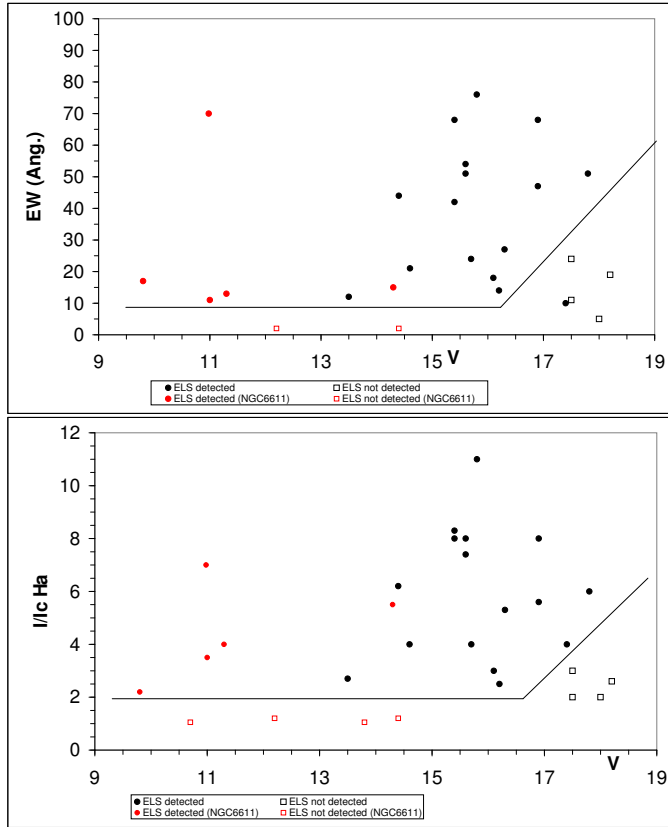 100
90
80
70
60
50
40
30
20
10
0
EW (Ang.)
9 11 13 15 17 19
V
ELS detected ELS not detected
ELS detected (NGC6611) ELS not detected (NGC6611)
12
10
8
6
4
2
0
I/Ic Ha
9 11 13 15 17 19
V
ELS detected ELS not detected
ELS detected (NGC6611) ELS not detected (NGC6611)